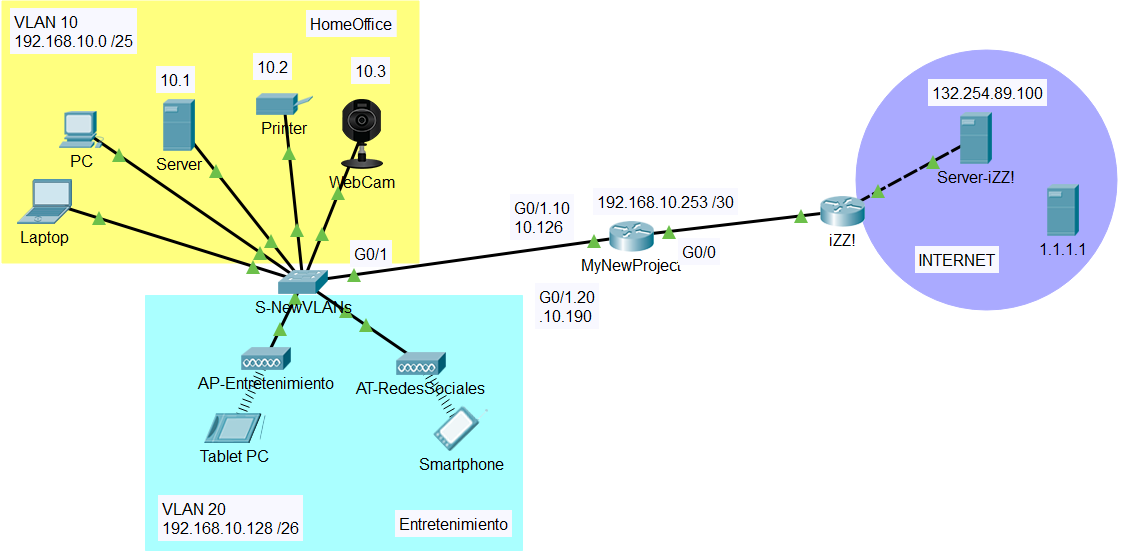 VLAN 10
192.168.10.0 /25
HomeOffice
10.1
10.2
10.3
PC
Server
Printer
WebCam
Laptop
G0/1
S-NewVLANs
G0/1.10
10.126
192.168.10.253 /30
MyNewProject
G0/0
G0/1.20
.10.190
iZZ!
132.254.89.100
Server-iZZ!
1.1.1.1
INTERNET
AP-Entretenimiento
AT-RedesSociales
Tablet PC
Smartphone
VLAN 20
192.168.10.128 /26
Entretenimiento